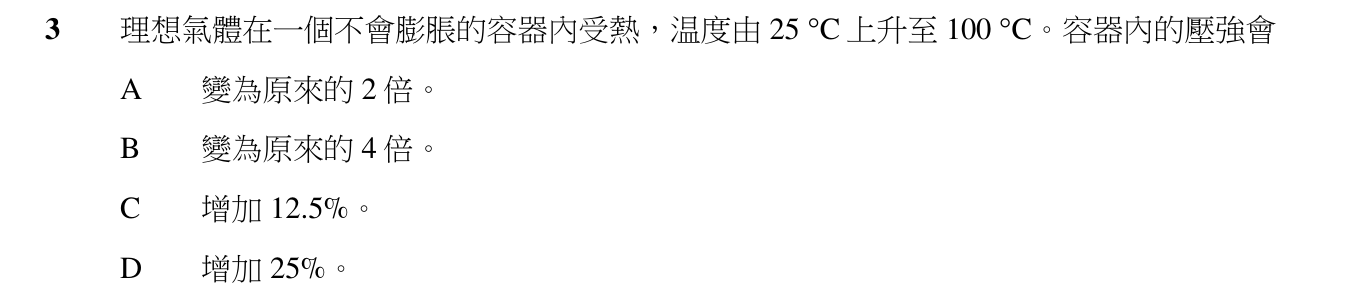 3 理想氣體在一個不會膨脹的容器內受熱，溫度由 25 °C 上升至 100 °C。容器內的壓強會
A 變為原來的 2 倍。
B 變為原來的 4 倍。
C 增加 12.5%。
D 增加 25%。